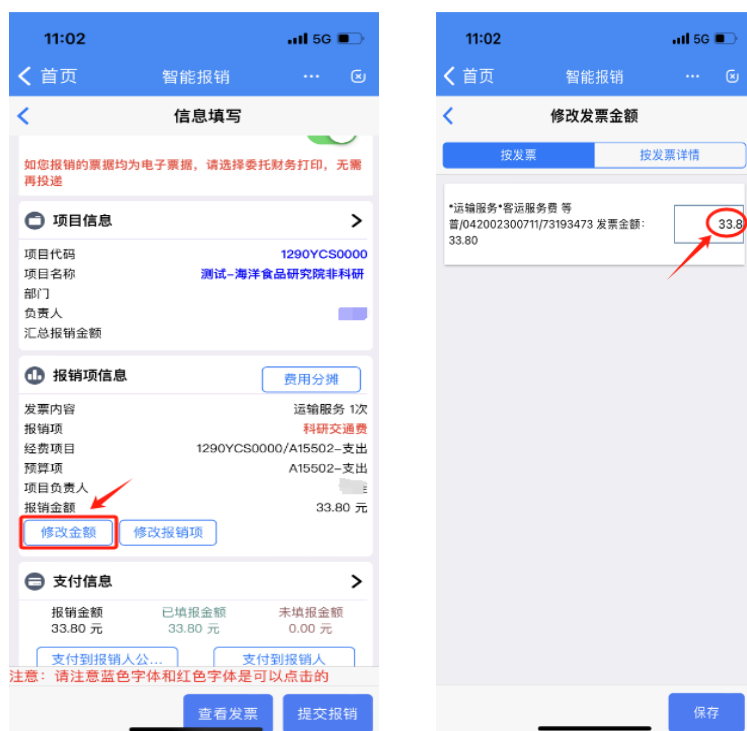 11:02
5G
首页
智能报销
信息填写
如您报销的票据均为电子票据，请选择委托财务打印，无需
再投递
项目信息
项目代码 1290YCS0000
项目名称 测试-海洋食品研究院非科研
部门
负责人
汇总报销金额
报销项信息 费用分摊
发票内容 运输服务 1次
报销项 科研交通费
经费项目 1290YCS0000/A15502-支出
预算项 A15502-支出
项目负责人
报销金额 33.80 元
修改金额 修改报销项
支付信息
报销金额 已填报金额 未填报金额
33.80 元 33.80 元 0.00 元
支付到报销人公... 支付到报销人
注意：请注意蓝色字体和红色字体是可以点击的
查看发票 提交报销
11:02
5G
首页
智能报销
修改发票金额
按发票 按发票详情
*运输服务*客运服务费 等
普/042002300711/73193473 发票金额：
33.80
33.8
保存